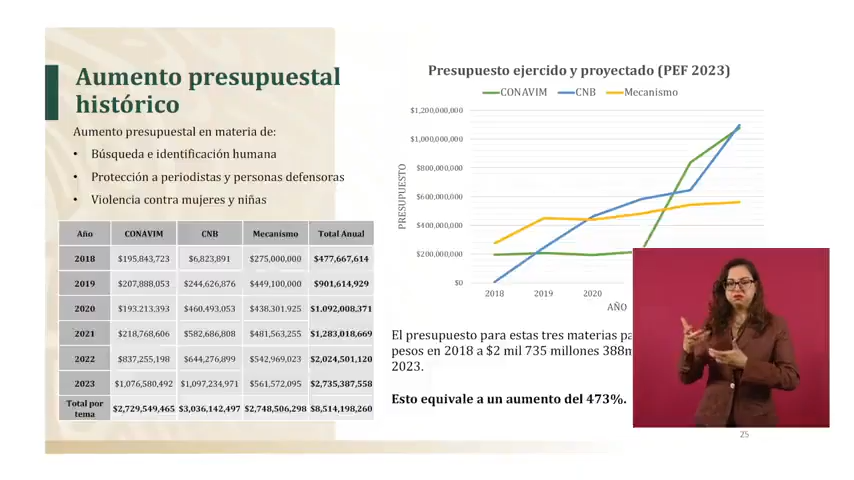 Aumento presupuestal
histórico
Aumento presupuestal en materia de:
• Búsqueda e identificación humana
• Protección a periodistas y personas defensoras
• Violencia contra mujeres y niñas
Año CONAVIM CNB Mecanismo Total Anual
2018 $195,843,723 $6,823,891 $275,000,000 $477,667,614
2019 $207,888,053 $244,626,876 $449,100,000 $901,614,929
2020 $193.213,393 $460,493,053 $438,301.925 $1.092,008,371
2021 $218,768,606 $582,686,808 $481,563,255 $1,283,018,669
2022 $837,255,198 $644,276,899 $542,969,023 $2,024,501,120
2023 $1,076,580,492 $1,097,234,971 $561,572,095 $2,735,387,558
Total por
tema $2,729,549,465 $3,036,142,497 $2,748,506,298 $8,514,198,260
Presupuesto ejercido y proyectado (PEF 2023)
CONAVIM CNB Mecanismo
$1,200,000,000
$1,000,000,000
$800,000,000
$600,000,000
$400,000,000
$200,000,000
$0
PRESUPUESTO
2018 2019 2020
AÑO
El presupuesto para estas tres materias
pesos en 2018 a $2 mil 735 millones
2023.
Esto equivale a un aumento del 473%.
25